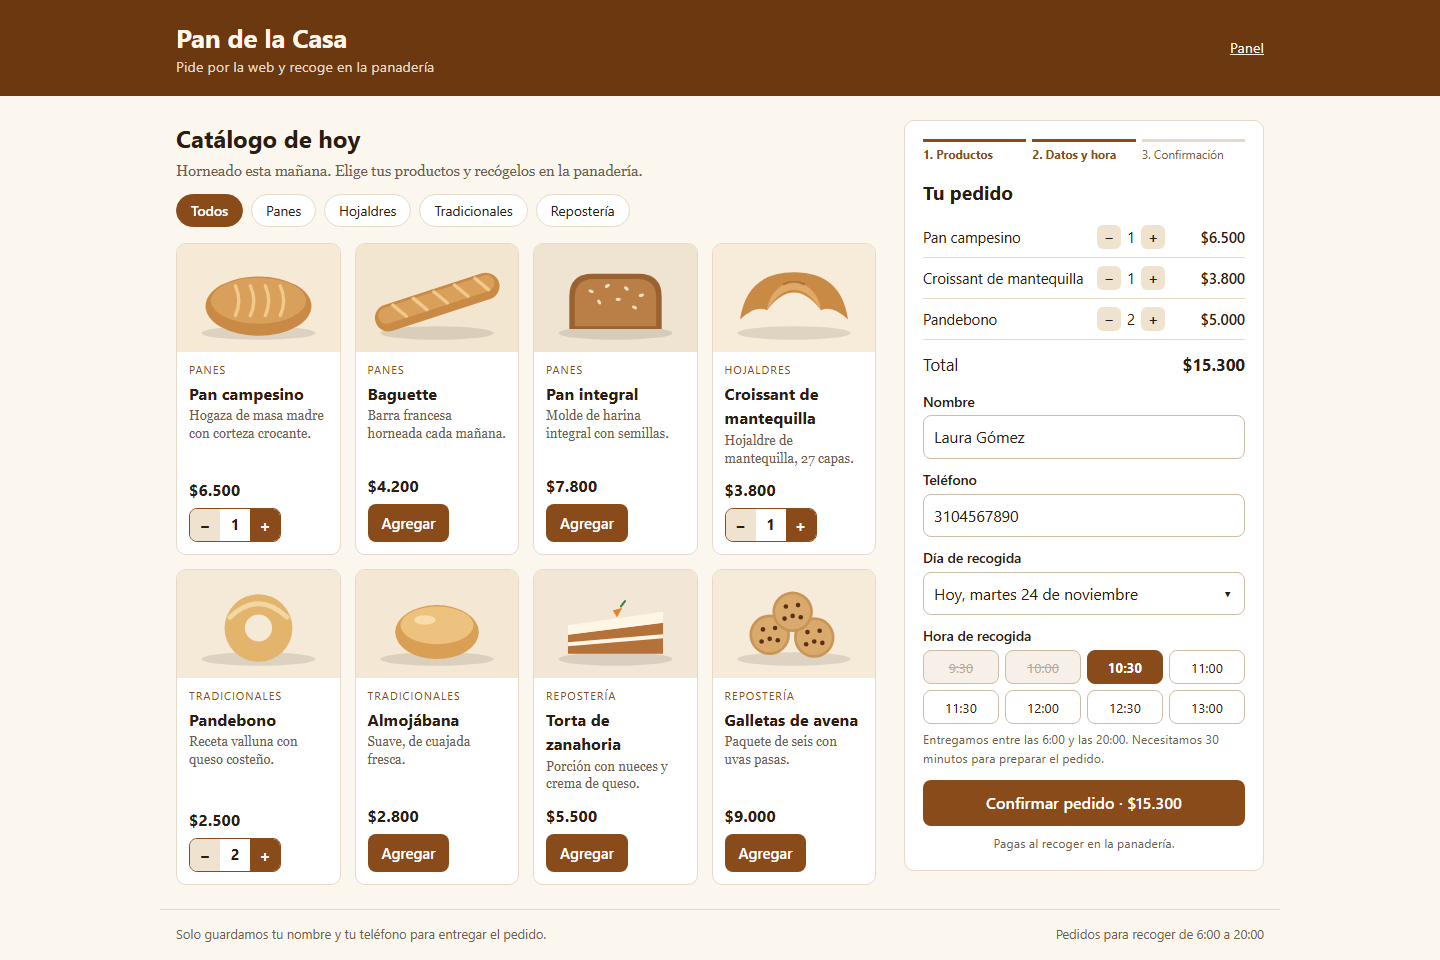 Pan de la Casa
Pide por la web y recoge en la panadería
Panel
Catálogo de hoy
Horneado esta mañana. Elige tus productos y recógelos en la panadería.
Todos
Panes
Hojaldres
Tradicionales
Repostería
PANES
Pan campesino
Hogaza de masa madre
con corteza crocante.
$6.500
– 1 +
PANES
Baguette
Barra francesa
horneada cada mañana.
$4.200
Agregar
PANES
Pan integral
Molde de harina
integral con semillas.
$7.800
Agregar
HOJALDRES
Croissant de
mantequilla
Hojaldre de
mantequilla, 27 capas.
$3.800
– 1 +
TRADICIONALES
Pandebono
Receta valluna con
queso costeño.
$2.500
– 2 +
TRADICIONALES
Almojábana
Suave, de cuajada
fresca.
$2.800
Agregar
REPOSTERÍA
Torta de
zanahoria
Porción con nueces y
crema de queso.
$5.500
Agregar
REPOSTERÍA
Galletas de avena
Paquete de seis con
uvas pasas.
$9.000
Agregar
1. Productos
2. Datos y hora
3. Confirmación
Tu pedido
Pan campesino – 1 + $6.500
Croissant de mantequilla – 1 + $3.800
Pandebono – 2 + $5.000
Total $15.300
Nombre
Laura Gómez
Teléfono
3104567890
Día de recogida
Hoy, martes 24 de noviembre
Hora de recogida
9:30 10:00 10:30 11:00
11:30 12:00 12:30 13:00
Entregamos entre las 6:00 y las 20:00. Necesitamos 30
minutos para preparar el pedido.
Confirmar pedido · $15.300
Pagas al recoger en la panadería.
Solo guardamos tu nombre y tu teléfono para entregar el pedido.
Pedidos para recoger de 6:00 a 20:00